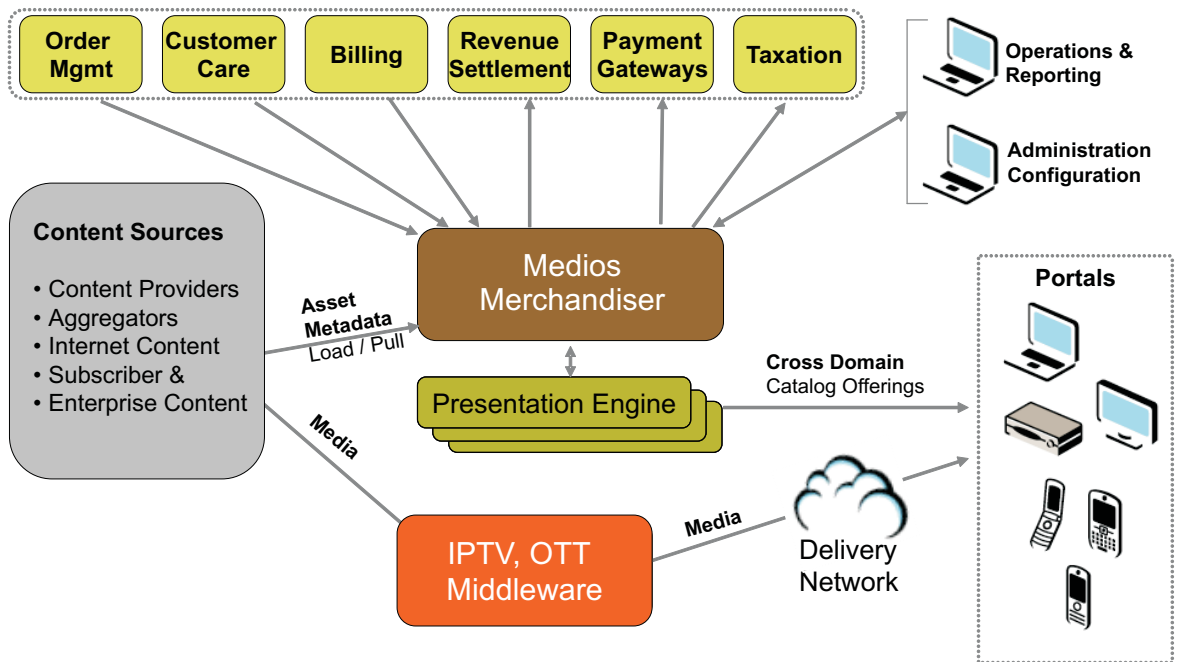 Order
Mgmt
Customer
Care
Billing
Revenue
Settlement
Payment
Gateways
Taxation
Operations &
Reporting
Administration
Configuration
Content Sources
• Content Providers
• Aggregators
• Internet Content
• Subscriber &
• Enterprise Content
Asset
Metadata
Load / Pull
Medios
Merchandiser
Presentation Engine
Cross Domain
Catalog Offerings
Portals
Media
IPTV, OTT
Middleware
Media
Delivery
Network